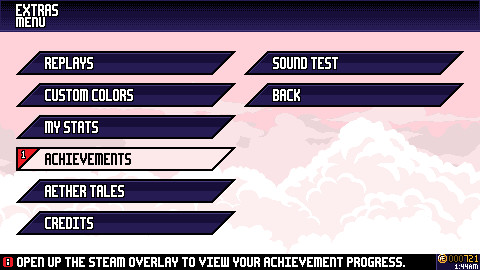 EXTRAS
MENU
REPLAYS
CUSTOM COLORS
MY STATS
1
ACHIEVEMENTS
AETHER TALES
CREDITS
SOUND TEST
BACK
OPEN UP THE STEAM OVERLAY TO VIEW YOUR ACHIEVEMENT PROGRESS.
000721
1:44AM